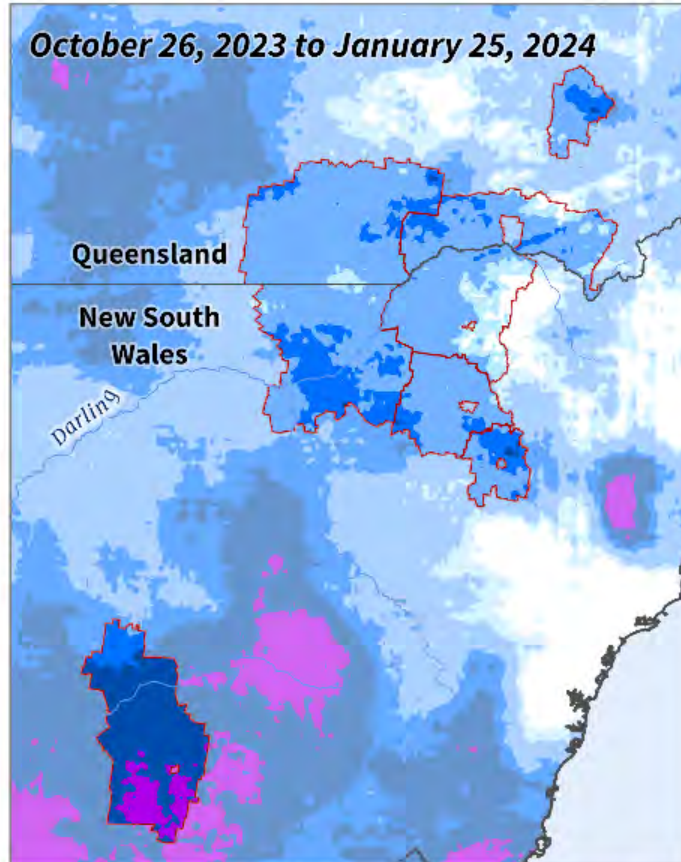 October 26, 2023 to January 25, 2024
Queensland
New South
Wales
Darling